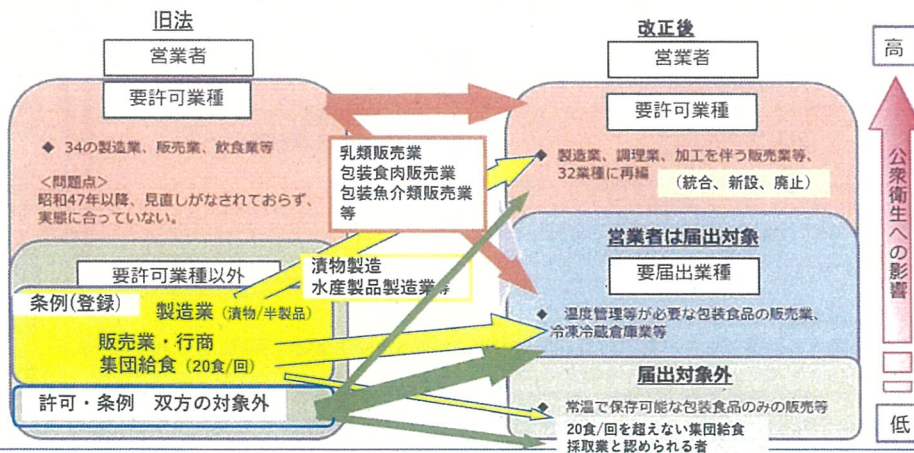 旧法
営業者
要許可業種
◆ 34の製造業、販売業、飲食業等
<問題点>
昭和47年以降、見直しがなされておらず、
実態に合っていない。
要許可業種以外
条例(登録)
製造業 (漬物/半製品)
販売業・行商
集団給食 (20食/回)
許可・条例 双方の対象外
乳類販売業
包装食肉販売業
包装魚介類販売業
等
漬物製造
水産製品製造業等
改正後
営業者
要許可業種
◆ 製造業、調理業、加工を伴う販売業等、
32業種に再編
(統合、新設、廃止)
営業者は届出対象
要届出業種
◆ 温度管理等が必要な包装食品の販売業、
冷凍冷蔵倉庫業等
届出対象外
◆ 常温で保存可能な包装食品のみの販売等
20食/回を超えない集団給食
採取業と認められる者
高
公衆衛生への影響
低